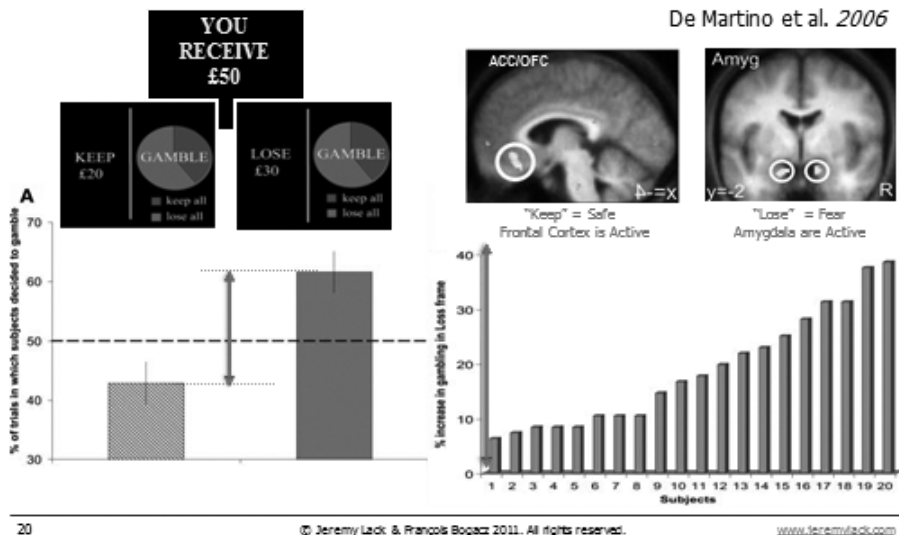 De Martino et al. 2006
YOU
RECEIVE
£50
KEEP
£20
GAMBLE
keep all
lose all
LOSE
£30
GAMBLE
keep all
lose all
ACC/OFC
x=-4
Amyg
y=-2
R
"Keep" = Safe
Frontal Cortex is Active
"Lose" = Fear
Amygdala are Active
A
% of trials in which subjects decided to gamble
70
60
50
40
30
% increase in gambling in Loss frame
40
30
20
10
0
1 2 3 4 5 6 7 8 9 10 11 12 13 14 15 16 17 18 19 20
Subjects
20
© Jeremy Lack & François Bogacz 2011. All rights reserved.
www.jeremylack.com